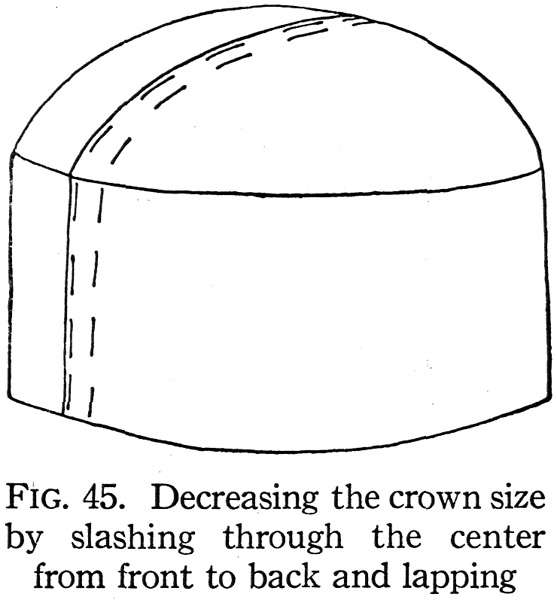 FIG. 45. Decreasing the crown size
by slashing through the center
from front to back and lapping